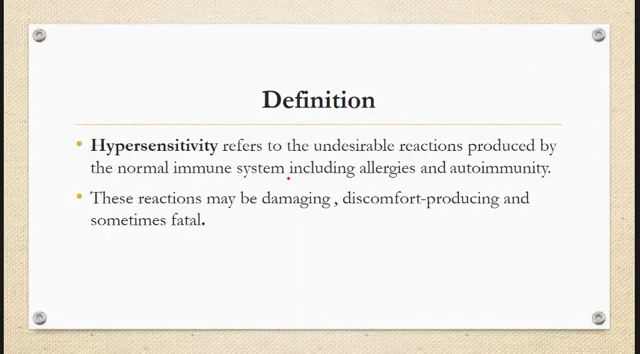 Definition
• Hypersensitivity refers to the undesirable reactions produced by
the normal immune system including allergies and autoimmunity.
• These reactions may be damaging , discomfort-producing and
sometimes fatal.